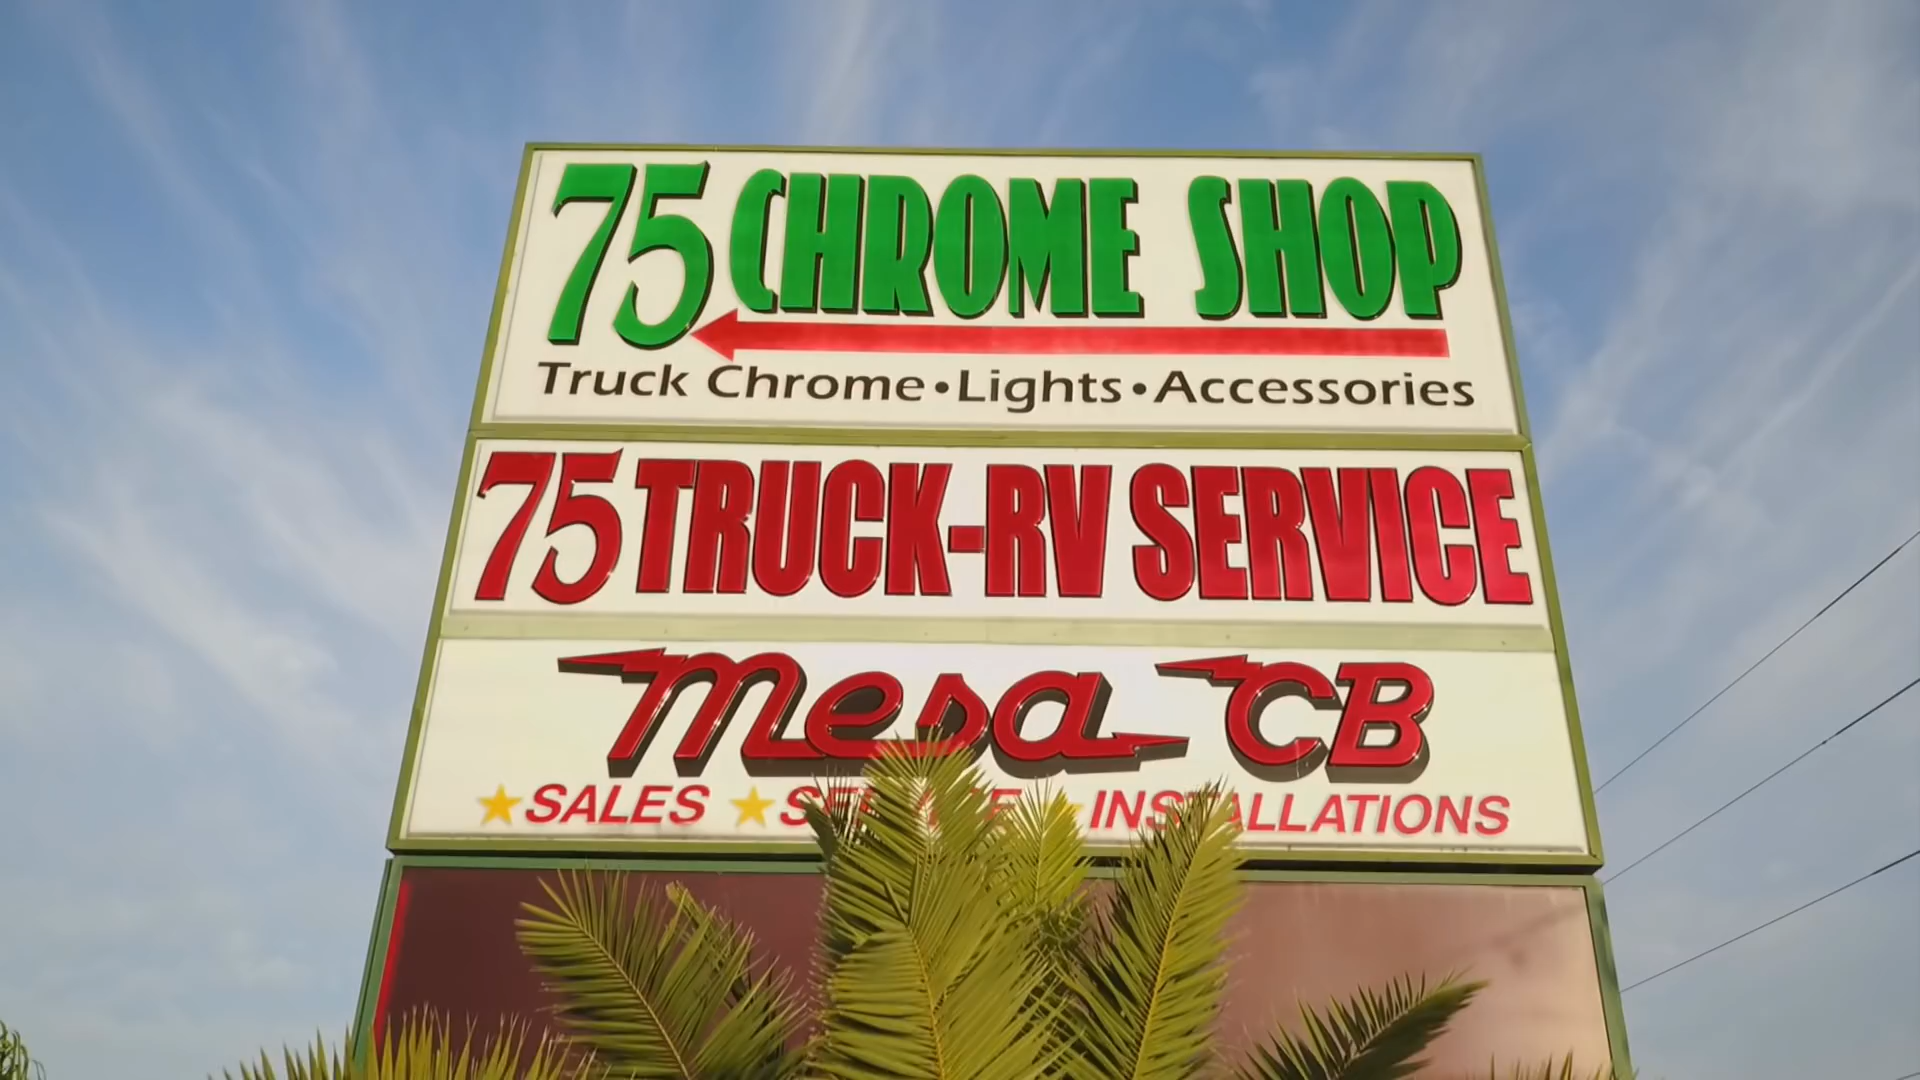 75 CHROME SHOP
Truck Chrome • Lights • Accessories
75 TRUCK-RV SERVICE
Mesa CB
★ SALES ★ INSTALLATIONS